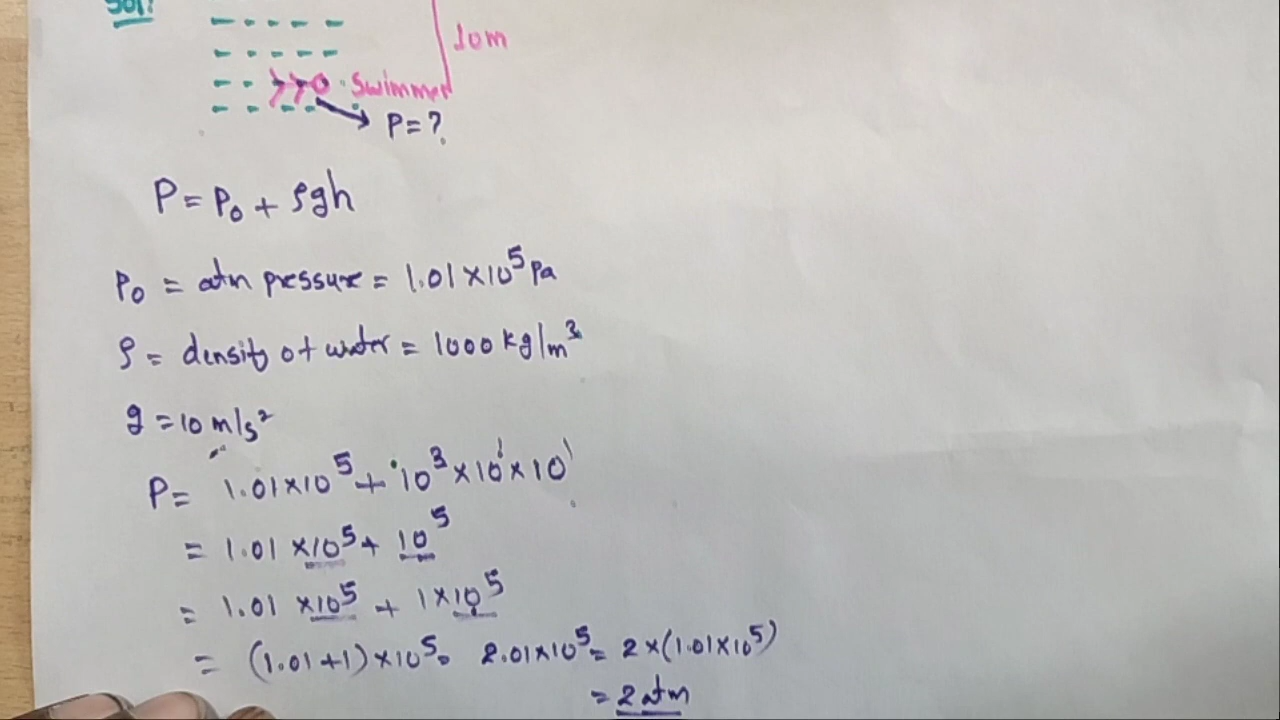 Sol:
10m
Swimmer
P=?
P = P₀ + ρgh
P₀ = atm pressure = 1.01×10⁵ Pa
ρ = density of water = 1000 kg/m³
g = 10 m/s²
P = 1.01×10⁵ + 10³×10¹×10¹
= 1.01 ×10⁵ + 10⁵
= 1.01 ×10⁵ + 1×10⁵
= (1.01+1)×10⁵ = 2.01×10⁵ = 2×(1.01×10⁵)
= 2 atm